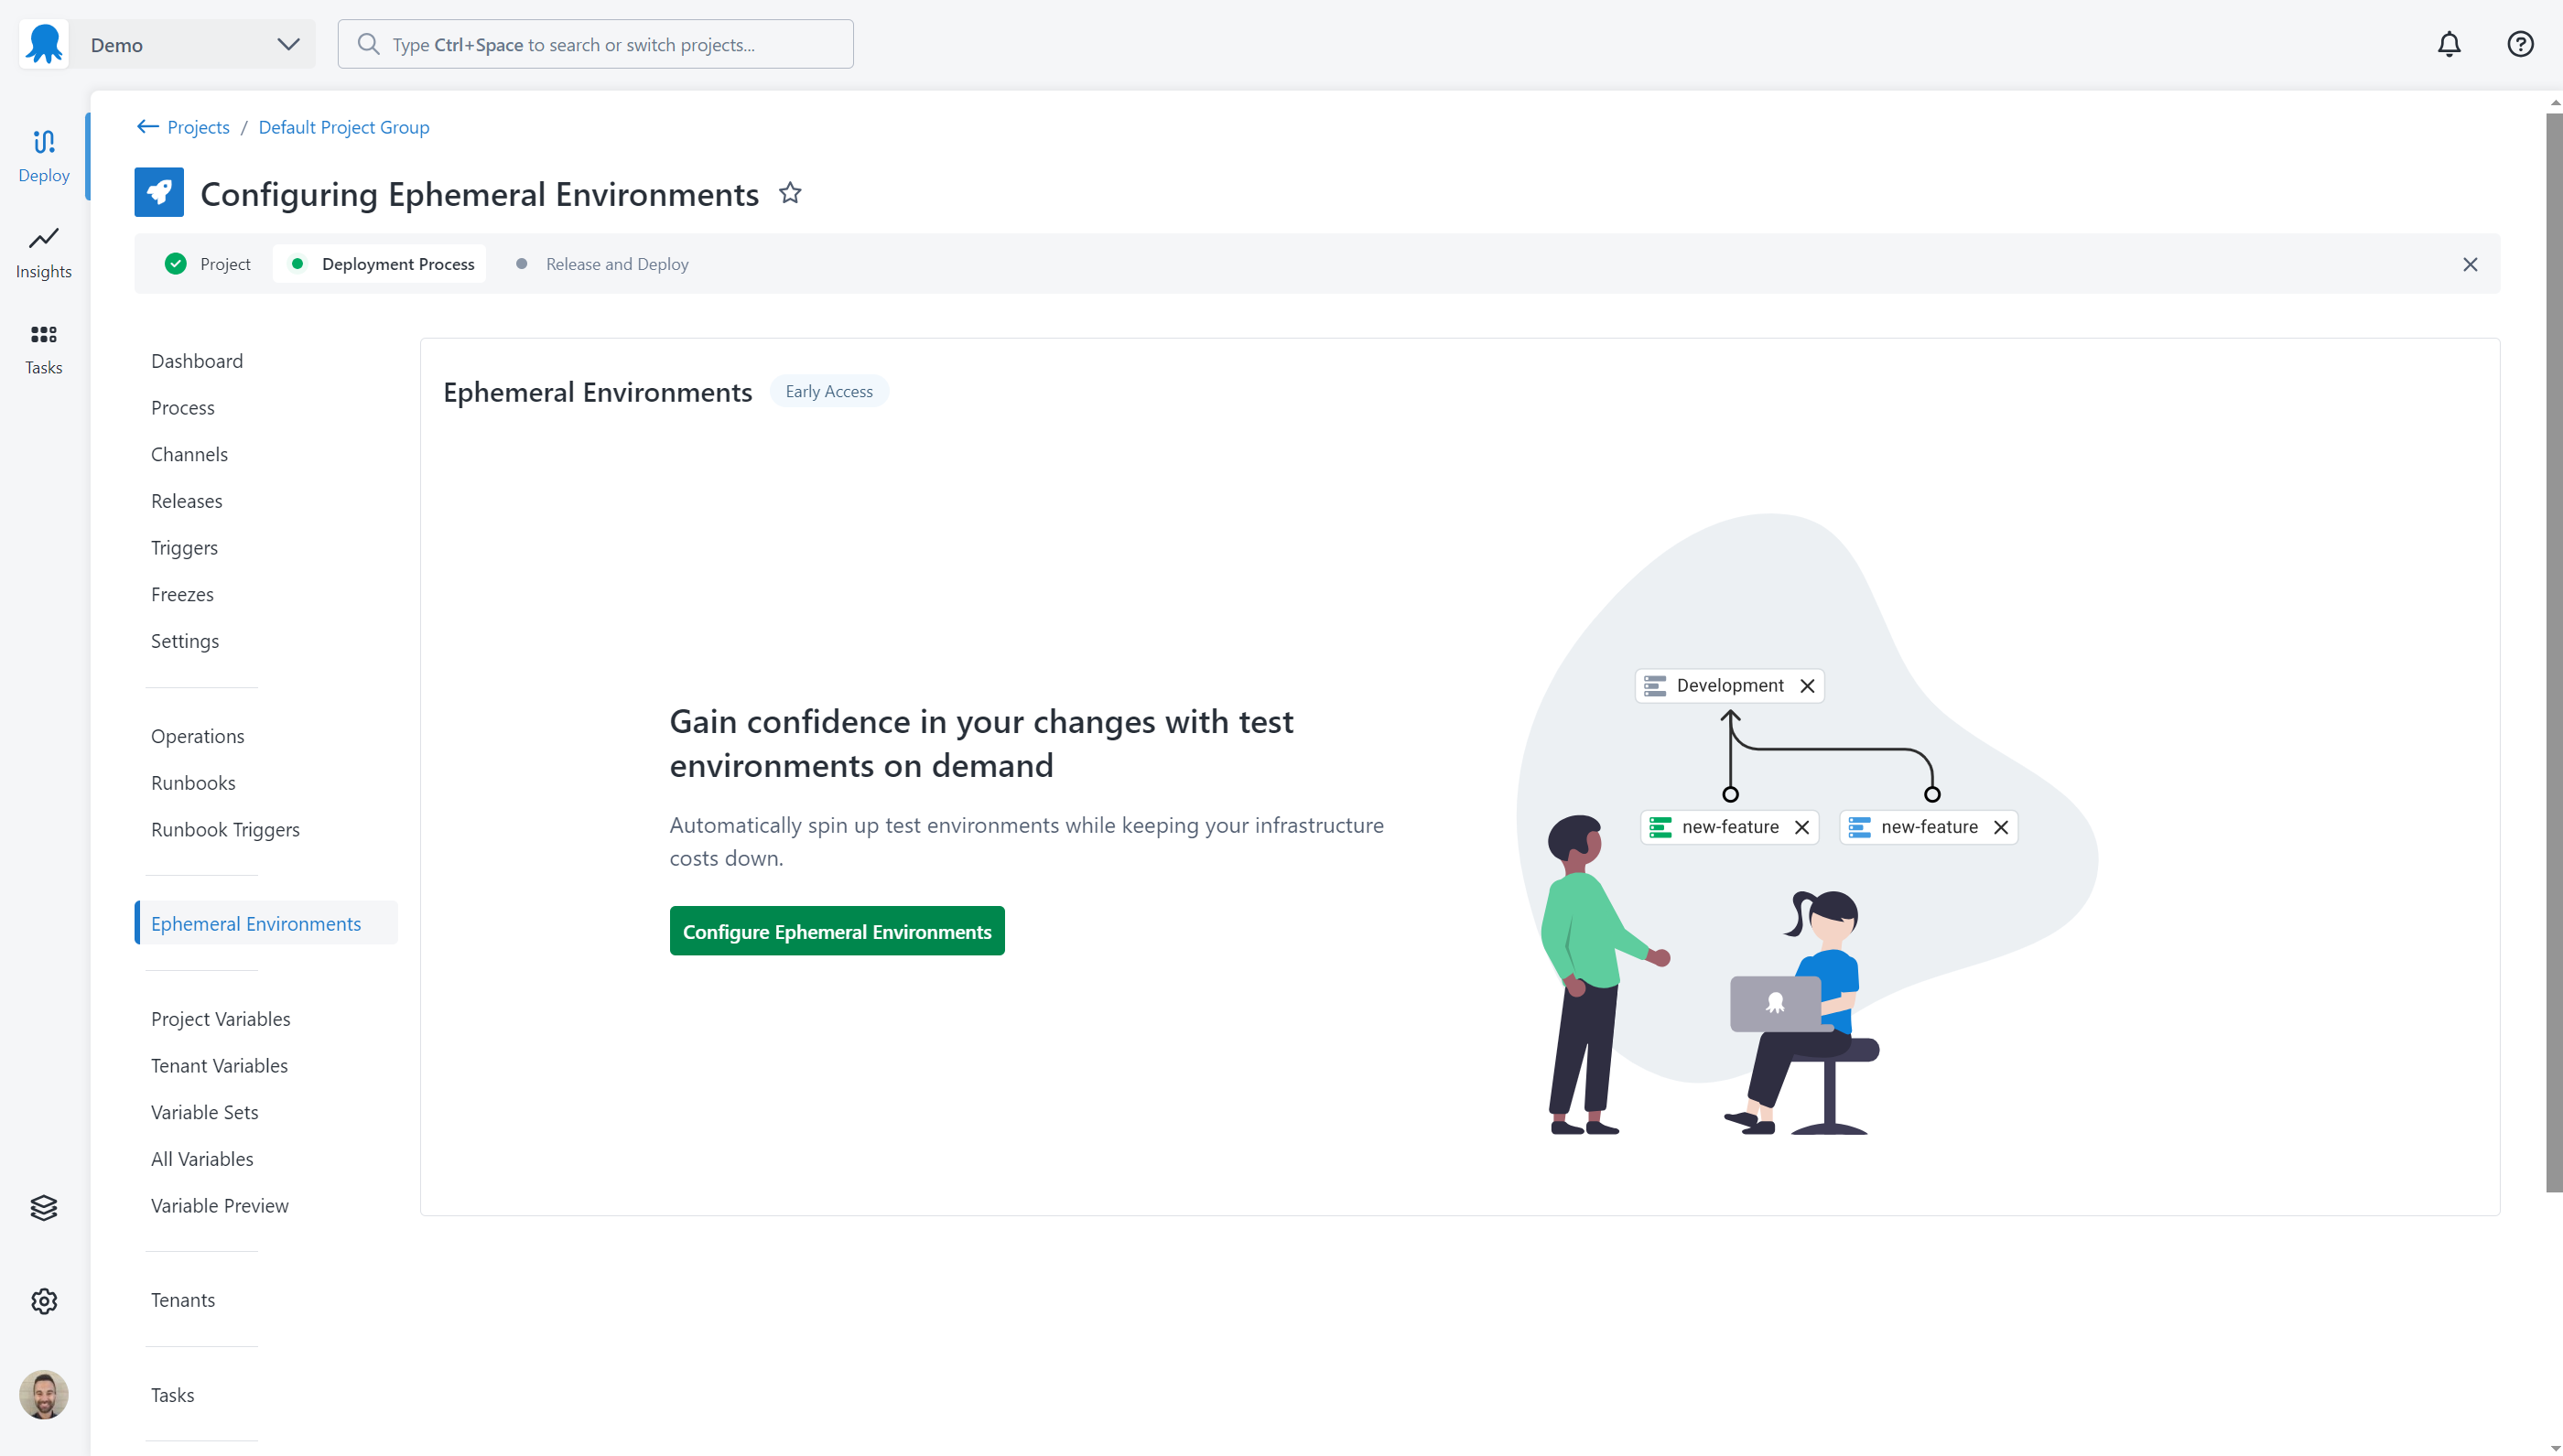 Demo
Type Ctrl+Space to search or switch projects...
Deploy
Insights
Tasks
Projects / Default Project Group
Configuring Ephemeral Environments
Project
Deployment Process
Release and Deploy
Dashboard
Process
Channels
Releases
Triggers
Freezes
Settings
Operations
Runbooks
Runbook Triggers
Ephemeral Environments
Project Variables
Tenant Variables
Variable Sets
All Variables
Variable Preview
Tenants
Tasks
Ephemeral Environments
Early Access
Gain confidence in your changes with test
environments on demand
Automatically spin up test environments while keeping your infrastructure
costs down.
Configure Ephemeral Environments
Development
new-feature
new-feature